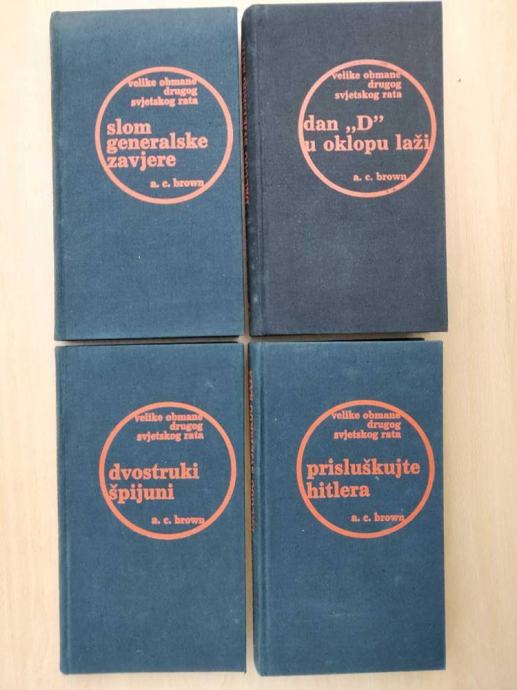 velike obmane
drugog
svjetskog rata
slom
generalske
zavjere
a. c. brown
velike obmane
drugog
svjetskog rata
dan „D”
u oklopu laži
a. c. brown
velike obmane
drugog
svjetskog rata
dvostruki
špijuni
a. c. brown
velike obmane
drugog
svjetskog rata
prisluškujte
hitlera
a. c. brown